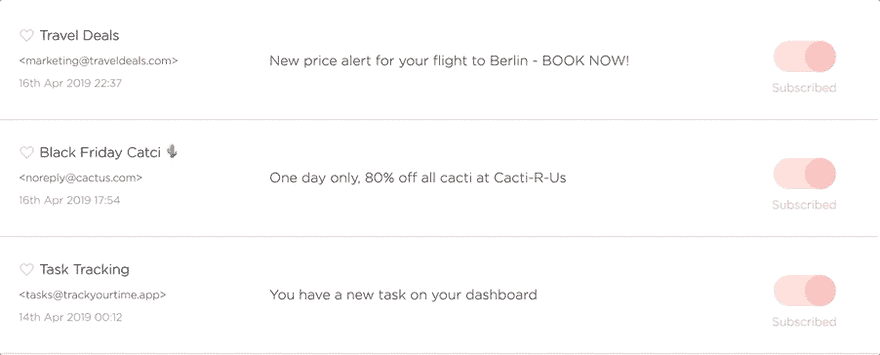 Travel Deals
<marketing@traveldeals.com>
16th Apr 2019 22:37
New price alert for your flight to Berlin - BOOK NOW!
Subscribed
Black Friday Catci 🌵
<noreply@cactus.com>
16th Apr 2019 17:54
One day only, 80% off all cacti at Cacti-R-Us
Subscribed
Task Tracking
<tasks@trackyourtime.app>
14th Apr 2019 00:12
You have a new task on your dashboard
Subscribed